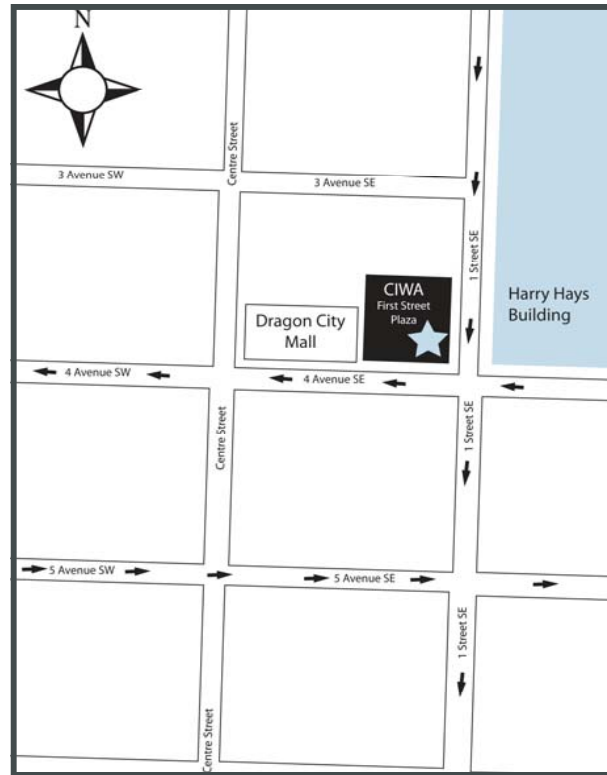 N
Centre Street
3 Avenue SW
3 Avenue SE
1 Street SE
CIWA
First Street
Plaza
Harry Hays
Building
Dragon City
Mall
4 Avenue SW
4 Avenue SE
Centre Street
1 Street SE
5 Avenue SW
5 Avenue SE
1 Street SE
Centre Street